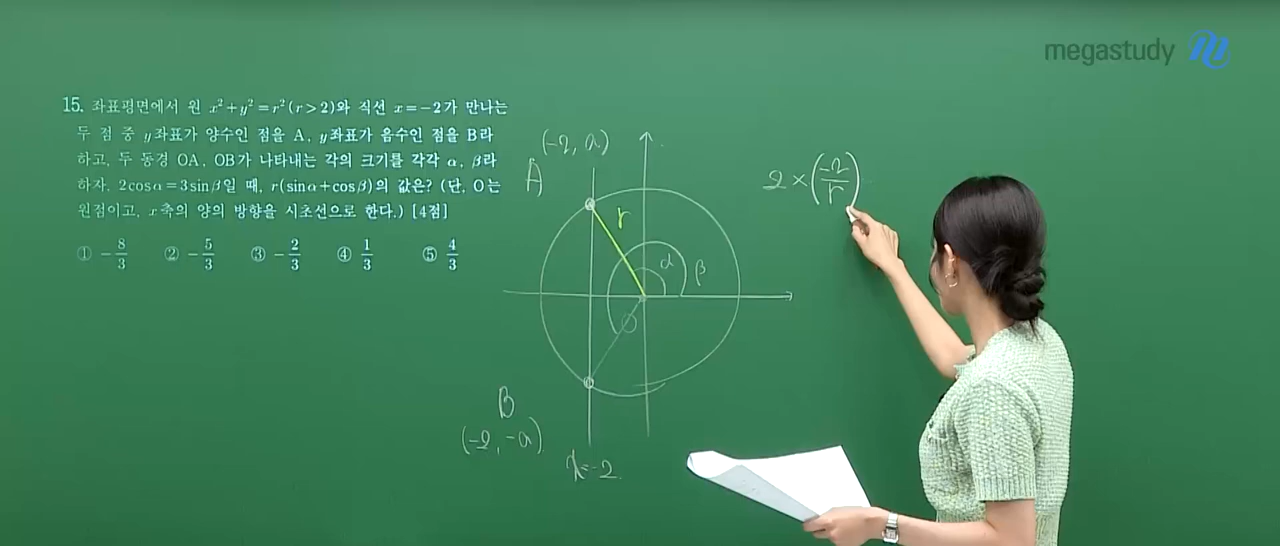 megastudy
15. 좌표평면에서 원 x²+y²=r²(r>2)와 직선 x=-2가 만나는
두 점 중 y좌표가 양수인 점을 A, y좌표가 음수인 점을 B라
하고, 두 동경 OA, OB가 나타내는 각의 크기를 각각 α, β라
하자. 2cosα=3sinβ일 때, r(sinα+cosβ)의 값은? (단, O는
원점이고, x축의 양의 방향을 시초선으로 한다.) [4점]
① -8/3 ② -5/3 ③ -2/3 ④ 1/3 ⑤ 4/3
(-2, a)
A
r
α
β
O
B
(-2, -a)
x=-2
2×(-2/r)